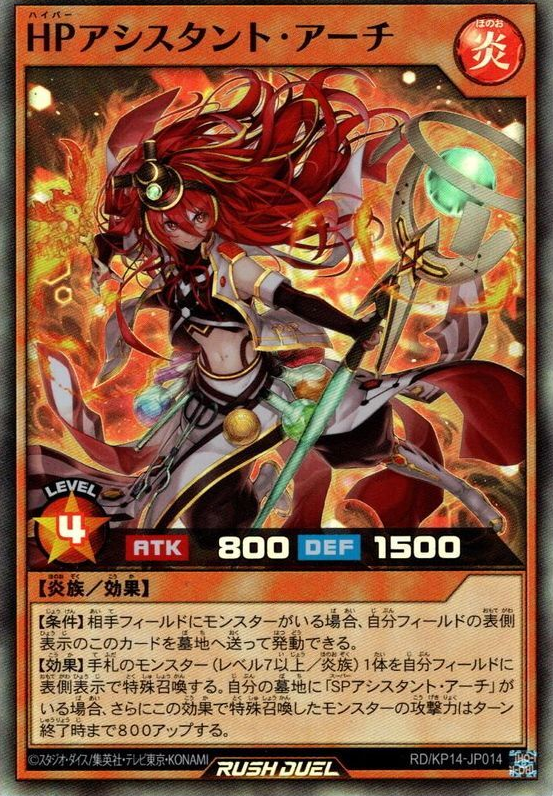 ハイパー
HPアシスタント・アーチ
ほのお
炎
LEVEL
4
ATK 800 DEF 1500
【炎族/効果】
【条件】相手フィールドにモンスターがいる場合、自分フィールドの表側
表示のこのカードを墓地へ送って発動できる。
【効果】手札のモンスター(レベル7以上/炎族)1体を自分フィールドに
表側表示で特殊召喚する。自分の墓地に「SPアシスタント・アーチ」が
いる場合、さらにこの効果で特殊召喚したモンスターの攻撃力はターン
終了時まで800アップする。
©スタジオ・ダイス/集英社・テレビ東京・KONAMI
RUSH DUEL
RD/KP14-JP014